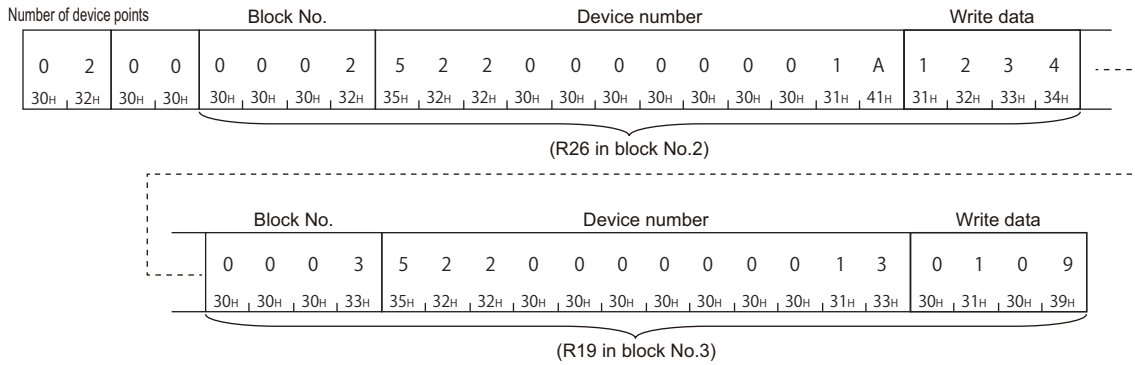 Number of device points Block No. Device number Write data
0 2 0 0 0 0 0 2 5 2 2 0 0 0 0 0 0 0 1 A 1 2 3 4
30H 32H 30H 30H 30H 30H 30H 32H 35H 32H 32H 30H 30H 30H 30H 30H 30H 30H 31H 41H 31H 32H 33H 34H
(R26 in block No.2)
Block No. Device number Write data
0 0 0 3 5 2 2 0 0 0 0 0 0 0 1 3 0 1 0 9
30H 30H 30H 33H 35H 32H 32H 30H 30H 30H 30H 30H 30H 30H 31H 33H 30H 31H 30H 39H
(R19 in block No.3)